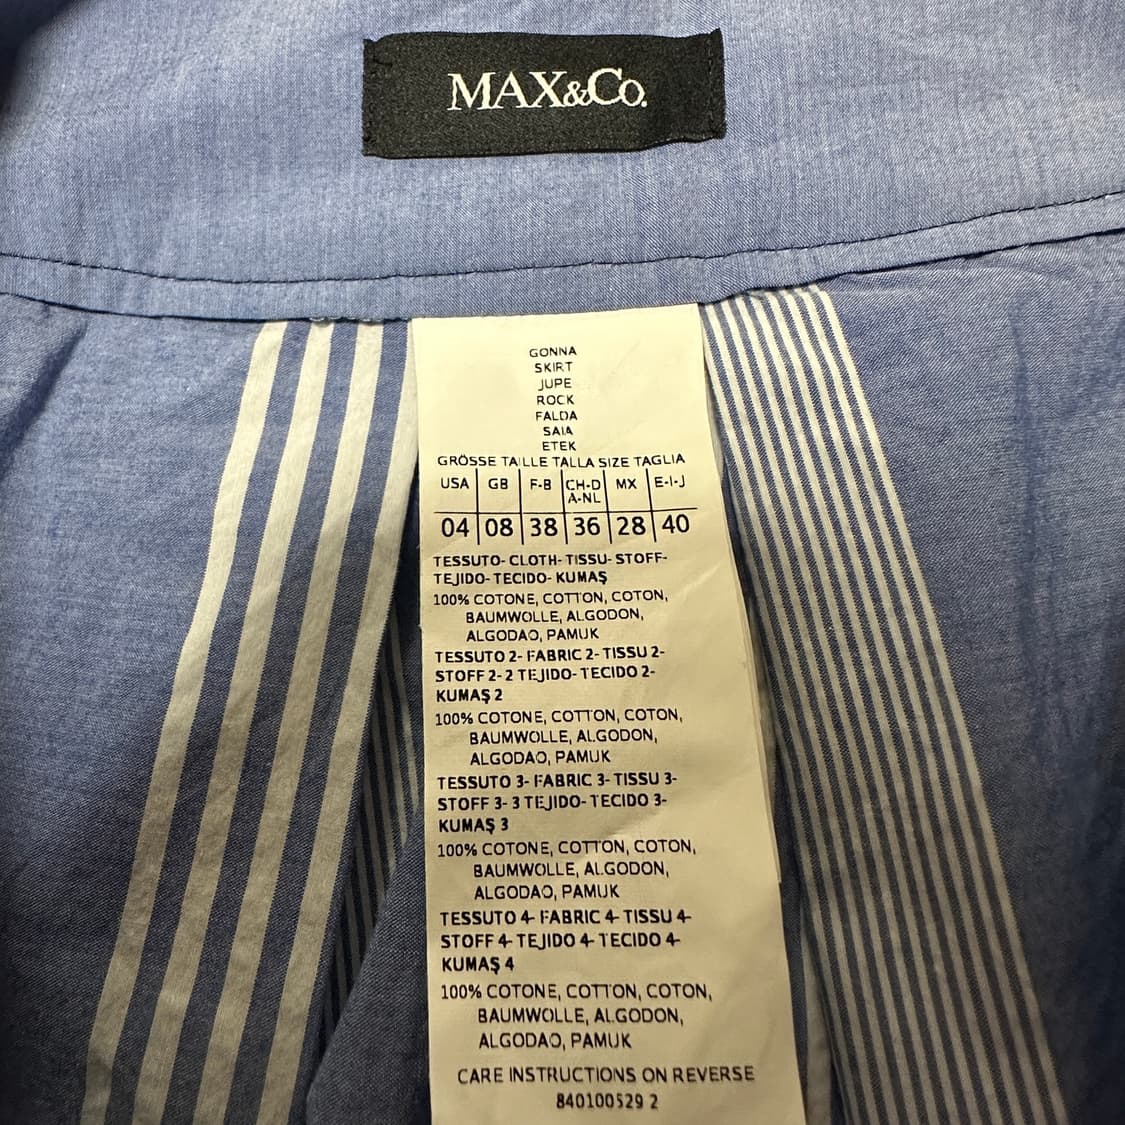 MAX&Co.
GONNA
SKIRT
JUPE
ROCK
FALDA
SAIA
ETEK
GRÖSSE TAILLE TALLA SIZE TAGLIA
USA GB F-B CH-D A-NL MX E-I-J
04 08 38 36 28 40
TESSUTO- CLOTH- TISSU- STOFF-
TEJIDO- TECIDO- KUMAŞ
100% COTONE, COTTON, COTON,
BAUMWOLLE, ALGODON,
ALGODAO, PAMUK
TESSUTO 2- FABRIC 2- TISSU 2-
STOFF 2- 2 TEJIDO- TECIDO 2-
KUMAŞ 2
100% COTONE, COTTON, COTON,
BAUMWOLLE, ALGODON,
ALGODAO, PAMUK
TESSUTO 3- FABRIC 3- TISSU 3-
STOFF 3- 3 TEJIDO- TECIDO 3-
KUMAŞ 3
100% COTONE, COTTON, COTON,
BAUMWOLLE, ALGODON,
ALGODAO, PAMUK
TESSUTO 4- FABRIC 4- TISSU 4-
STOFF 4- TEJIDO 4- TECIDO 4-
KUMAŞ 4
100% COTONE, COTTON, COTON,
BAUMWOLLE, ALGODON,
ALGODAO, PAMUK
CARE INSTRUCTIONS ON REVERSE
840100529 2